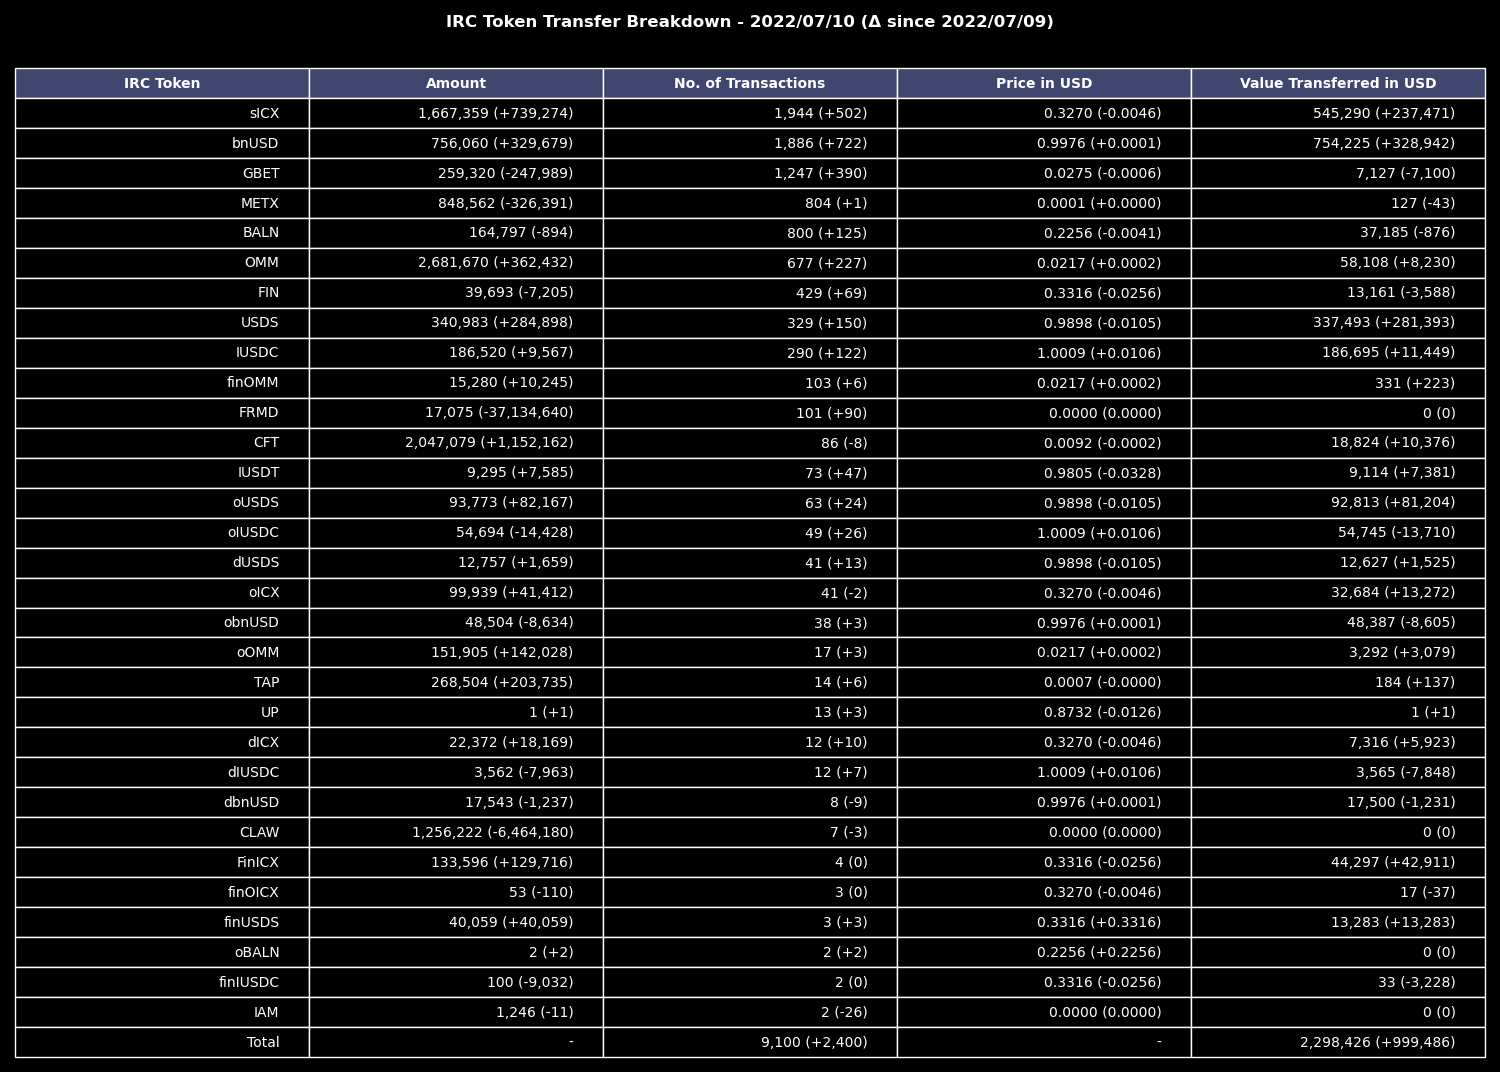 IRC Token Transfer Breakdown - 2022/07/10 (Δ since 2022/07/09)
IRC Token Amount No. of Transactions Price in USD Value Transferred in USD
sICX 1,667,359 (+739,274) 1,944 (+502) 0.3270 (-0.0046) 545,290 (+237,471)
bnUSD 756,060 (+329,679) 1,886 (+722) 0.9976 (+0.0001) 754,225 (+328,942)
GBET 259,320 (-247,989) 1,247 (+390) 0.0275 (-0.0006) 7,127 (-7,100)
METX 848,562 (-326,391) 804 (+1) 0.0001 (+0.0000) 127 (-43)
BALN 164,797 (-894) 800 (+125) 0.2256 (-0.0041) 37,185 (-876)
OMM 2,681,670 (+362,432) 677 (+227) 0.0217 (+0.0002) 58,108 (+8,230)
FIN 39,693 (-7,205) 429 (+69) 0.3316 (-0.0256) 13,161 (-3,588)
USDS 340,983 (+284,898) 329 (+150) 0.9898 (-0.0105) 337,493 (+281,393)
IUSDC 186,520 (+9,567) 290 (+122) 1.0009 (+0.0106) 186,695 (+11,449)
finOMM 15,280 (+10,245) 103 (+6) 0.0217 (+0.0002) 331 (+223)
FRMD 17,075 (-37,134,640) 101 (+90) 0.0000 (0.0000) 0 (0)
CFT 2,047,079 (+1,152,162) 86 (-8) 0.0092 (-0.0002) 18,824 (+10,376)
IUSDT 9,295 (+7,585) 73 (+47) 0.9805 (-0.0328) 9,114 (+7,381)
oUSDS 93,773 (+82,167) 63 (+24) 0.9898 (-0.0105) 92,813 (+81,204)
oIUSDC 54,694 (-14,428) 49 (+26) 1.0009 (+0.0106) 54,745 (-13,710)
dUSDS 12,757 (+1,659) 41 (+13) 0.9898 (-0.0105) 12,627 (+1,525)
oICX 99,939 (+41,412) 41 (-2) 0.3270 (-0.0046) 32,684 (+13,272)
obnUSD 48,504 (-8,634) 38 (+3) 0.9976 (+0.0001) 48,387 (-8,605)
oOMM 151,905 (+142,028) 17 (+3) 0.0217 (+0.0002) 3,292 (+3,079)
TAP 268,504 (+203,735) 14 (+6) 0.0007 (-0.0000) 184 (+137)
UP 1 (+1) 13 (+3) 0.8732 (-0.0126) 1 (+1)
dICX 22,372 (+18,169) 12 (+10) 0.3270 (-0.0046) 7,316 (+5,923)
dIUSDC 3,562 (-7,963) 12 (+7) 1.0009 (+0.0106) 3,565 (-7,848)
dbnUSD 17,543 (-1,237) 8 (-9) 0.9976 (+0.0001) 17,500 (-1,231)
CLAW 1,256,222 (-6,464,180) 7 (-3) 0.0000 (0.0000) 0 (0)
FinICX 133,596 (+129,716) 4 (0) 0.3316 (-0.0256) 44,297 (+42,911)
finOICX 53 (-110) 3 (0) 0.3270 (-0.0046) 17 (-37)
finUSDS 40,059 (+40,059) 3 (+3) 0.3316 (+0.3316) 13,283 (+13,283)
oBALN 2 (+2) 2 (+2) 0.2256 (+0.2256) 0 (0)
finIUSDC 100 (-9,032) 2 (0) 0.3316 (-0.0256) 33 (-3,228)
IAM 1,246 (-11) 2 (-26) 0.0000 (0.0000) 0 (0)
Total - 9,100 (+2,400) - 2,298,426 (+999,486)